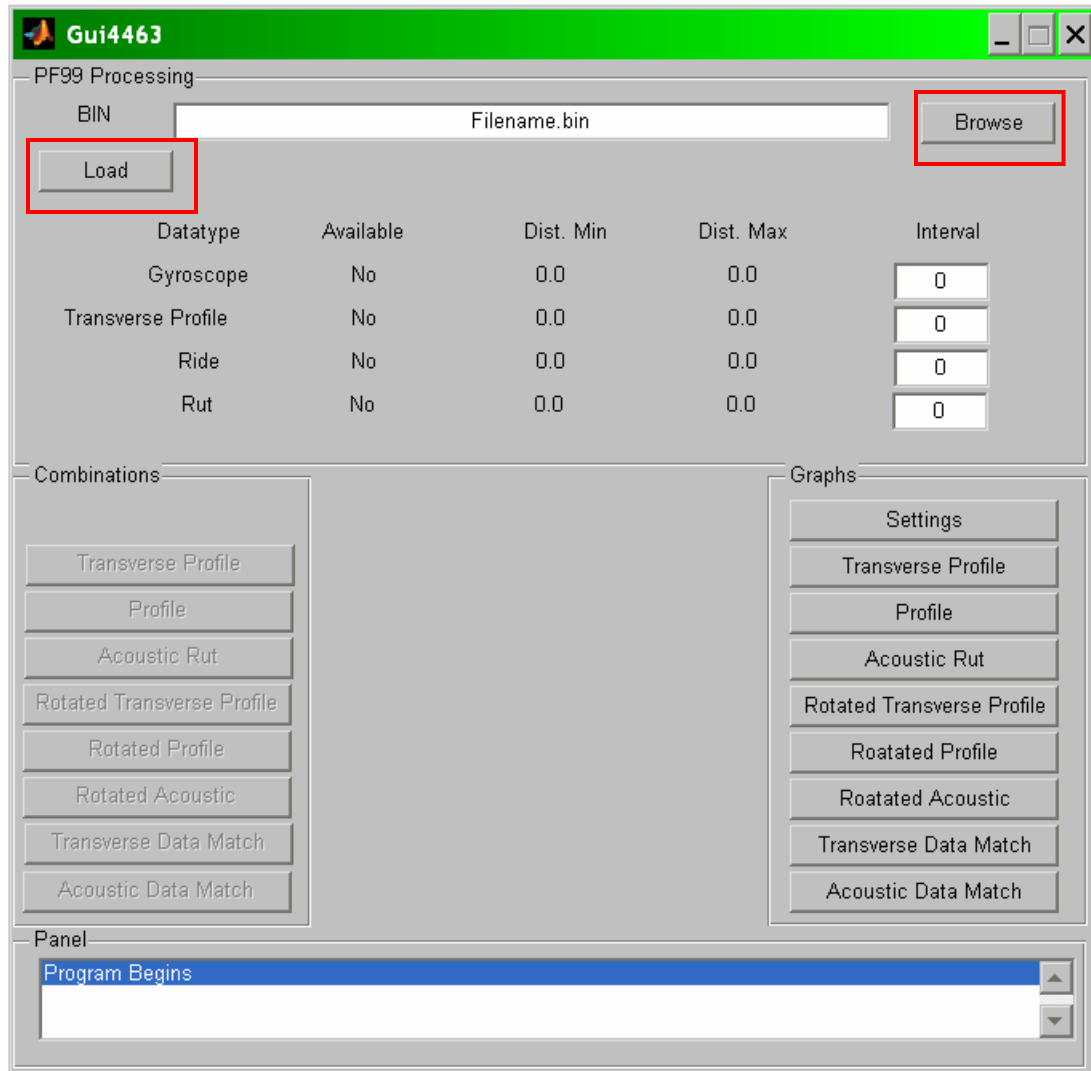 Gui4463
PF99 Processing
BIN Filename.bin Browse
Load
Datatype Available Dist. Min Dist. Max Interval
Gyroscope No 0.0 0.0 0
Transverse Profile No 0.0 0.0 0
Ride No 0.0 0.0 0
Rut No 0.0 0.0 0
Combinations
Transverse Profile
Profile
Acoustic Rut
Rotated Transverse Profile
Rotated Profile
Rotated Acoustic
Transverse Data Match
Acoustic Data Match
Graphs
Settings
Transverse Profile
Profile
Acoustic Rut
Rotated Transverse Profile
Roatated Profile
Roatated Acoustic
Transverse Data Match
Acoustic Data Match
Panel
Program Begins